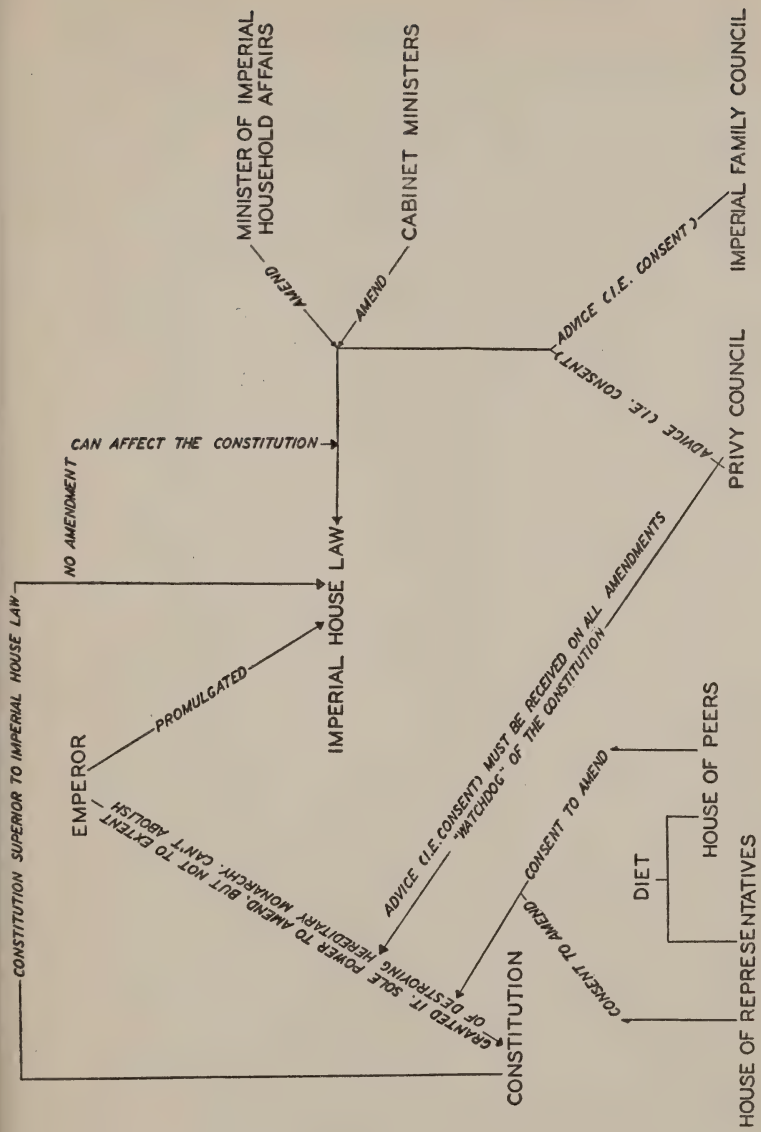 CONSTITUTION SUPERIOR TO IMPERIAL HOUSE LAW
NO AMENDMENT
CAN AFFECT THE CONSTITUTION
EMPEROR
PROMULGATED
IMPERIAL HOUSE LAW
MINISTER OF IMPERIAL
HOUSEHOLD AFFAIRS
AMEND
CABINET MINISTERS
AMEND
GRANTED IT. SOLE POWER TO AMEND, BUT NOT TO EXTENT
OF DESTROYING HEREDITARY MONARCHY. CAN'T ABOLISH
CONSTITUTION
ADVICE (I.E. CONSENT) MUST BE RECEIVED ON ALL AMENDMENTS
"WATCHDOG" OF THE CONSTITUTION
CONSENT TO AMEND
CONSENT TO AMEND
ADVICE (I.E. CONSENT)
ADVICE (I.E. CONSENT)
DIET
HOUSE OF REPRESENTATIVES
HOUSE OF PEERS
PRIVY COUNCIL
IMPERIAL FAMILY COUNCIL